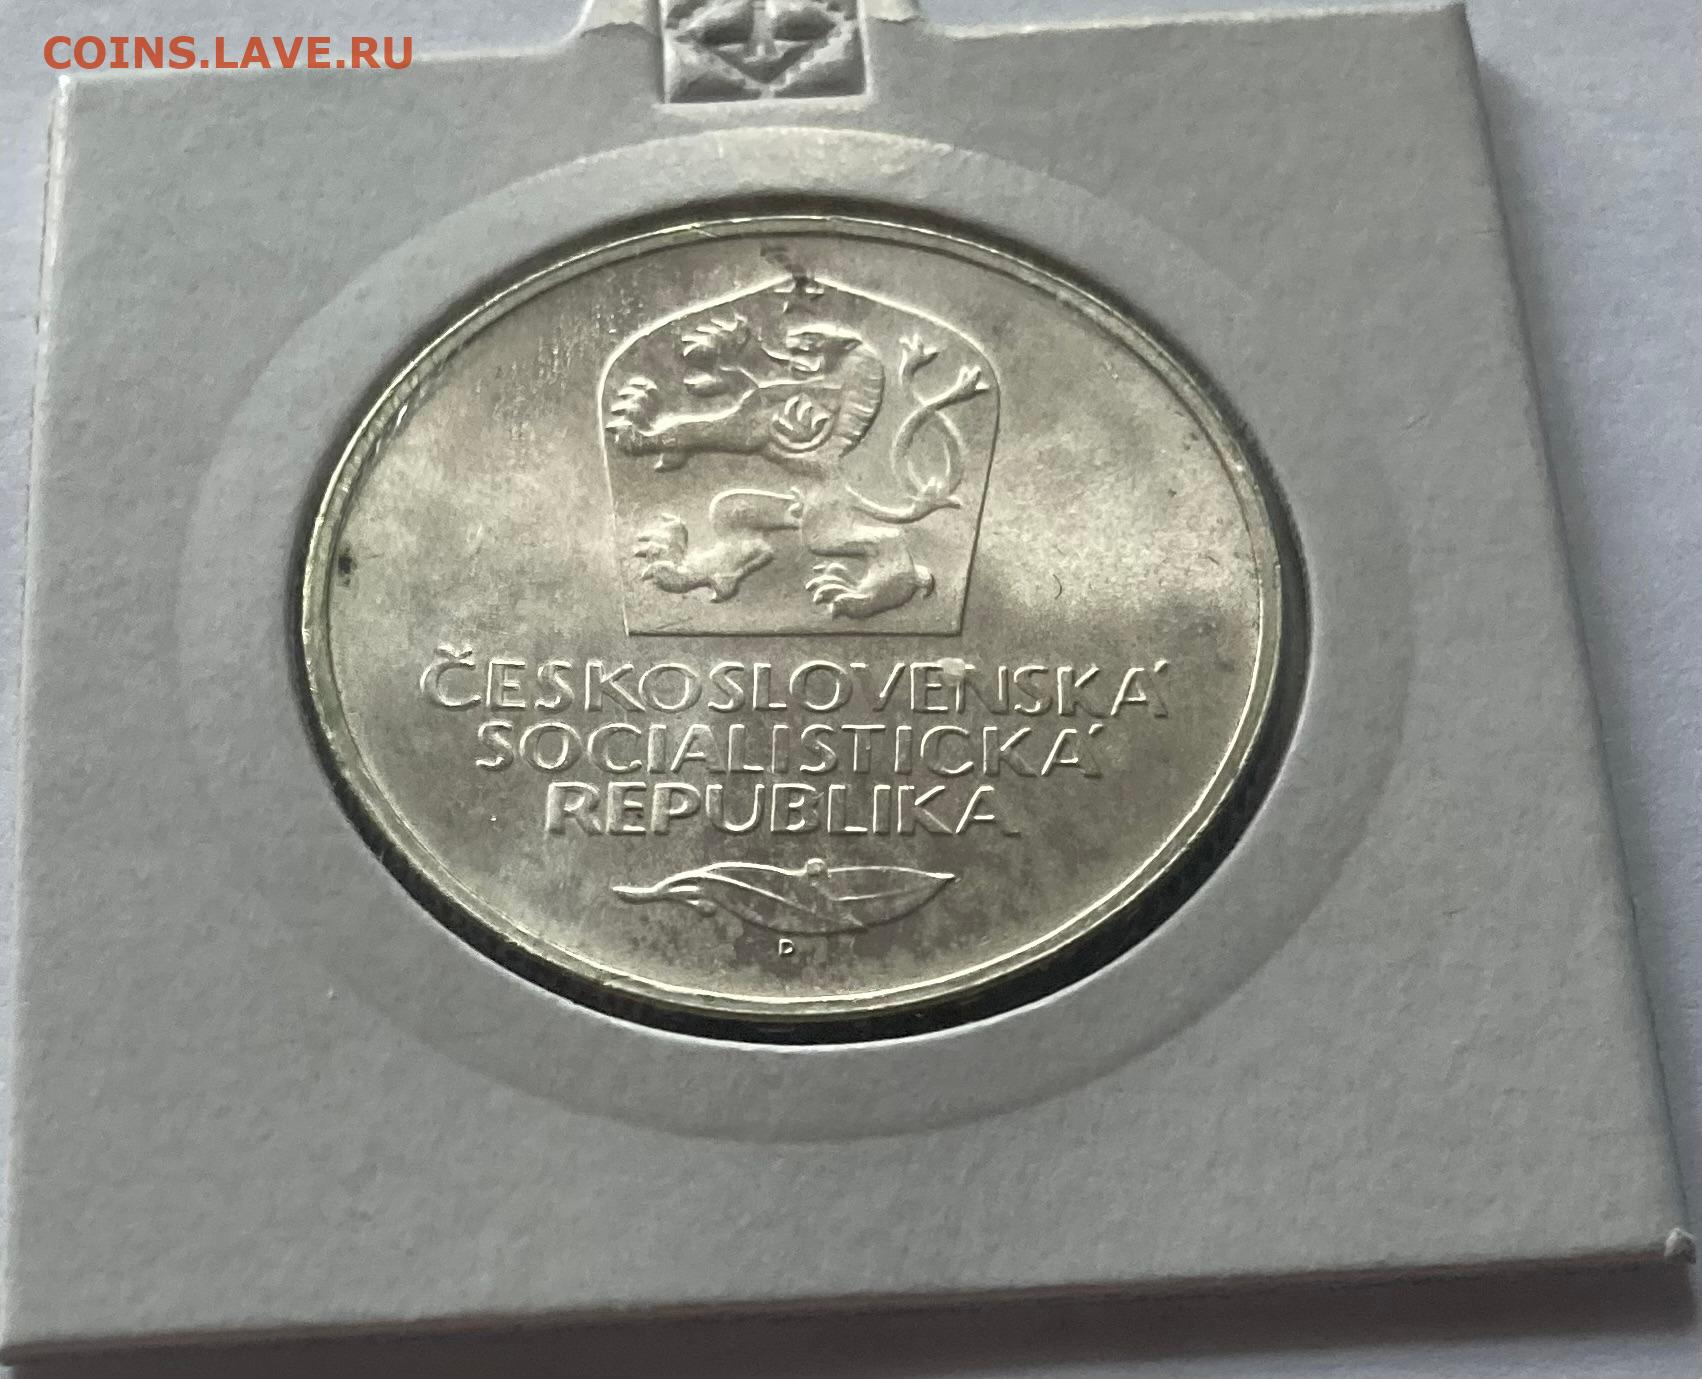 COINS.LAVE.RU
ČESKOSLOVENSKÁ
SOCIALISTICKÁ
REPUBLIKA